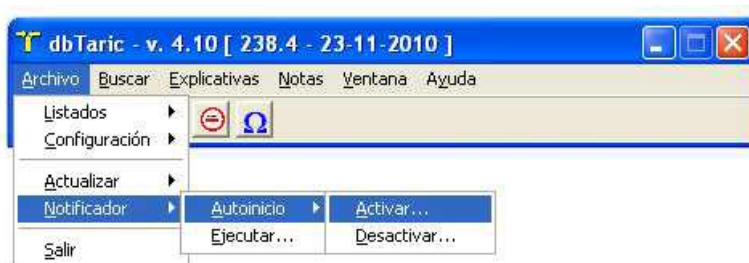 dbTaric - v. 4.10 [ 238.4 - 23-11-2010 ]
Archivo Buscar Explicativas Notas Ventana Ayuda
Listados
Ω
Configuración
Actualizar
Notificador Autoinicio Activar...
Ejecutar... Desactivar...
Salir